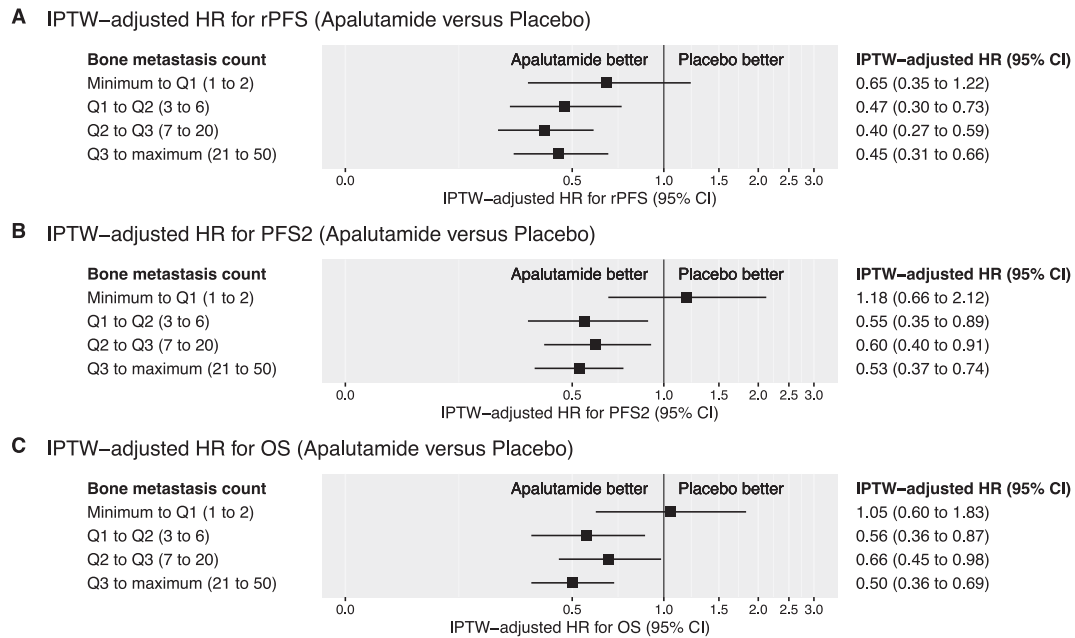 A IPTW–adjusted HR for rPFS (Apalutamide versus Placebo)
Bone metastasis count Apalutamide better Placebo better IPTW–adjusted HR (95% CI)
Minimum to Q1 (1 to 2) 0.65 (0.35 to 1.22)
Q1 to Q2 (3 to 6) 0.47 (0.30 to 0.73)
Q2 to Q3 (7 to 20) 0.40 (0.27 to 0.59)
Q3 to maximum (21 to 50) 0.45 (0.31 to 0.66)
0.0 0.5 1.0 1.5 2.0 2.5 3.0
IPTW–adjusted HR for rPFS (95% CI)
B IPTW–adjusted HR for PFS2 (Apalutamide versus Placebo)
Bone metastasis count Apalutamide better Placebo better IPTW–adjusted HR (95% CI)
Minimum to Q1 (1 to 2) 1.18 (0.66 to 2.12)
Q1 to Q2 (3 to 6) 0.55 (0.35 to 0.89)
Q2 to Q3 (7 to 20) 0.60 (0.40 to 0.91)
Q3 to maximum (21 to 50) 0.53 (0.37 to 0.74)
0.0 0.5 1.0 1.5 2.0 2.5 3.0
IPTW–adjusted HR for PFS2 (95% CI)
C IPTW–adjusted HR for OS (Apalutamide versus Placebo)
Bone metastasis count Apalutamide better Placebo better IPTW–adjusted HR (95% CI)
Minimum to Q1 (1 to 2) 1.05 (0.60 to 1.83)
Q1 to Q2 (3 to 6) 0.56 (0.36 to 0.87)
Q2 to Q3 (7 to 20) 0.66 (0.45 to 0.98)
Q3 to maximum (21 to 50) 0.50 (0.36 to 0.69)
0.0 0.5 1.0 1.5 2.0 2.5 3.0
IPTW–adjusted HR for OS (95% CI)